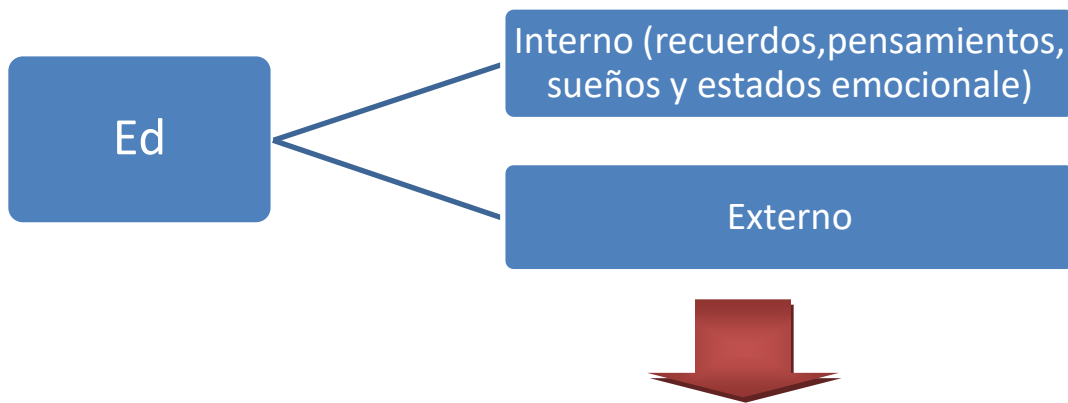 Ed
Interno (recuerdos,pensamientos,
sueños y estados emocionale)
Externo